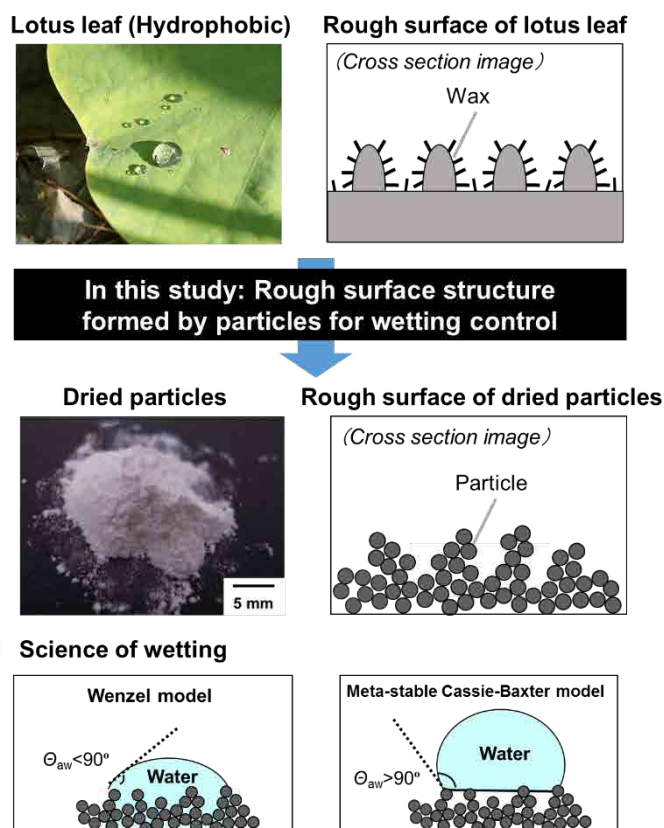 Lotus leaf (Hydrophobic)
Rough surface of lotus leaf
(Cross section image)
Wax
In this study: Rough surface structure
formed by particles for wetting control
Dried particles
Rough surface of dried particles
(Cross section image)
Particle
5 mm
Science of wetting
Wenzel model
Θaw<90º
Water
Meta-stable Cassie-Baxter model
Θaw>90º
Water